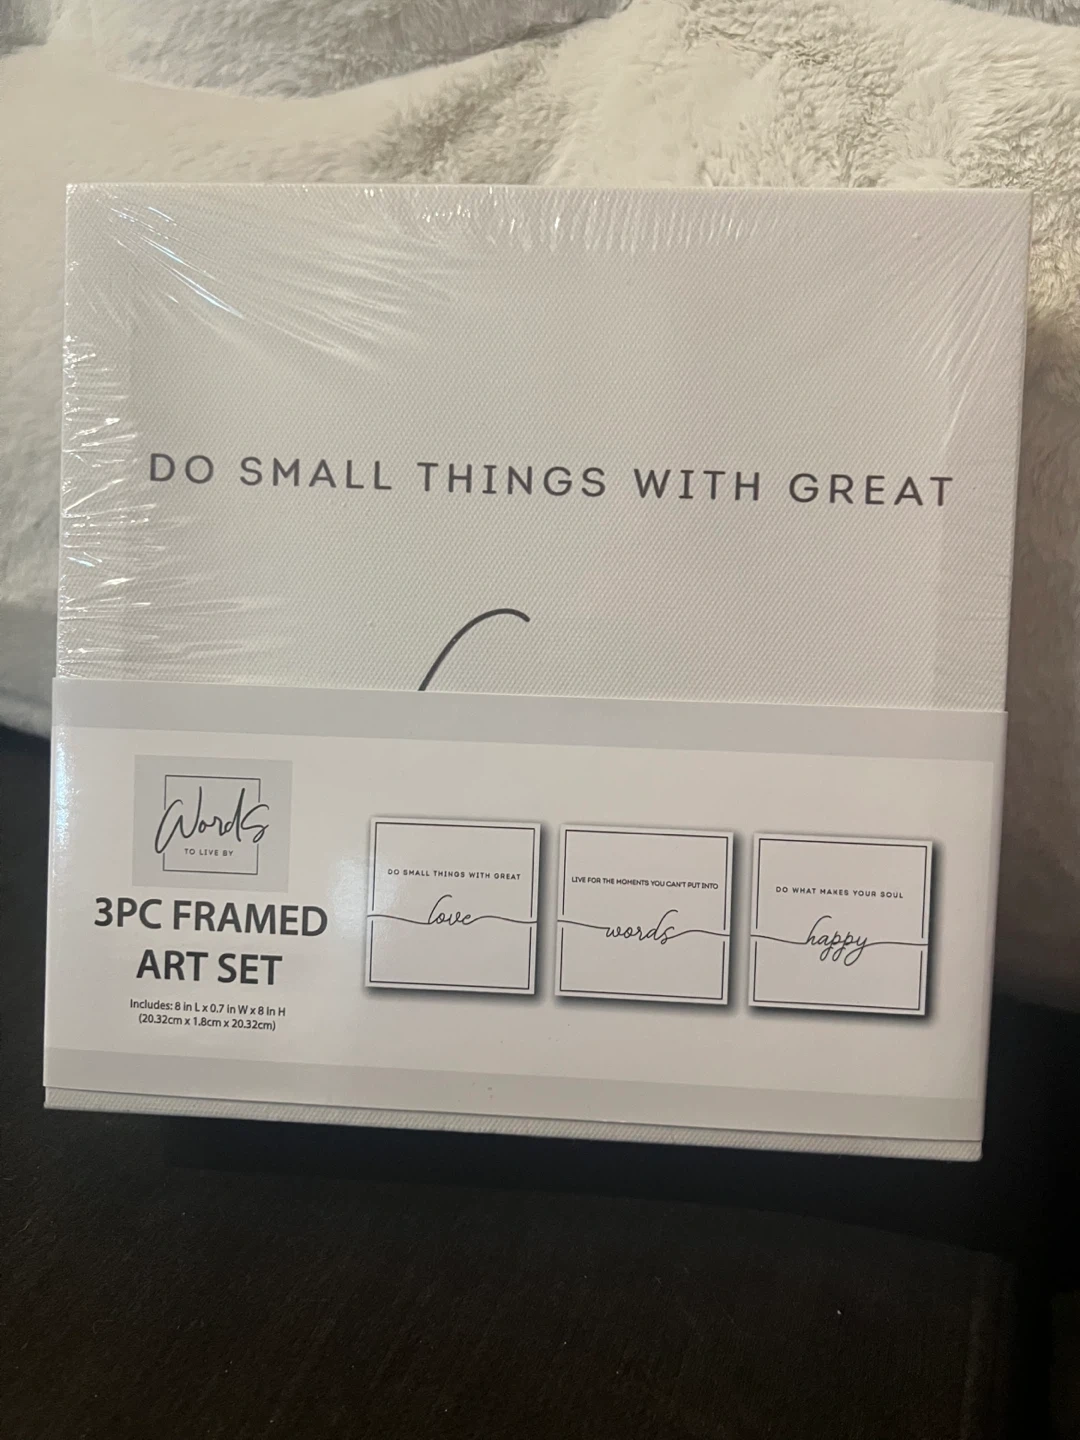 DO SMALL THINGS WITH GREAT
Words
TO LIVE BY
3PC FRAMED
ART SET
Includes: 8 in L x 0.7 in W x 8 in H
(20.32cm x 1.8cm x 20.32cm)
DO SMALL THINGS WITH GREAT
love
LIVE FOR THE MOMENTS YOU CAN'T PUT INTO
words
DO WHAT MAKES YOUR SOUL
happy